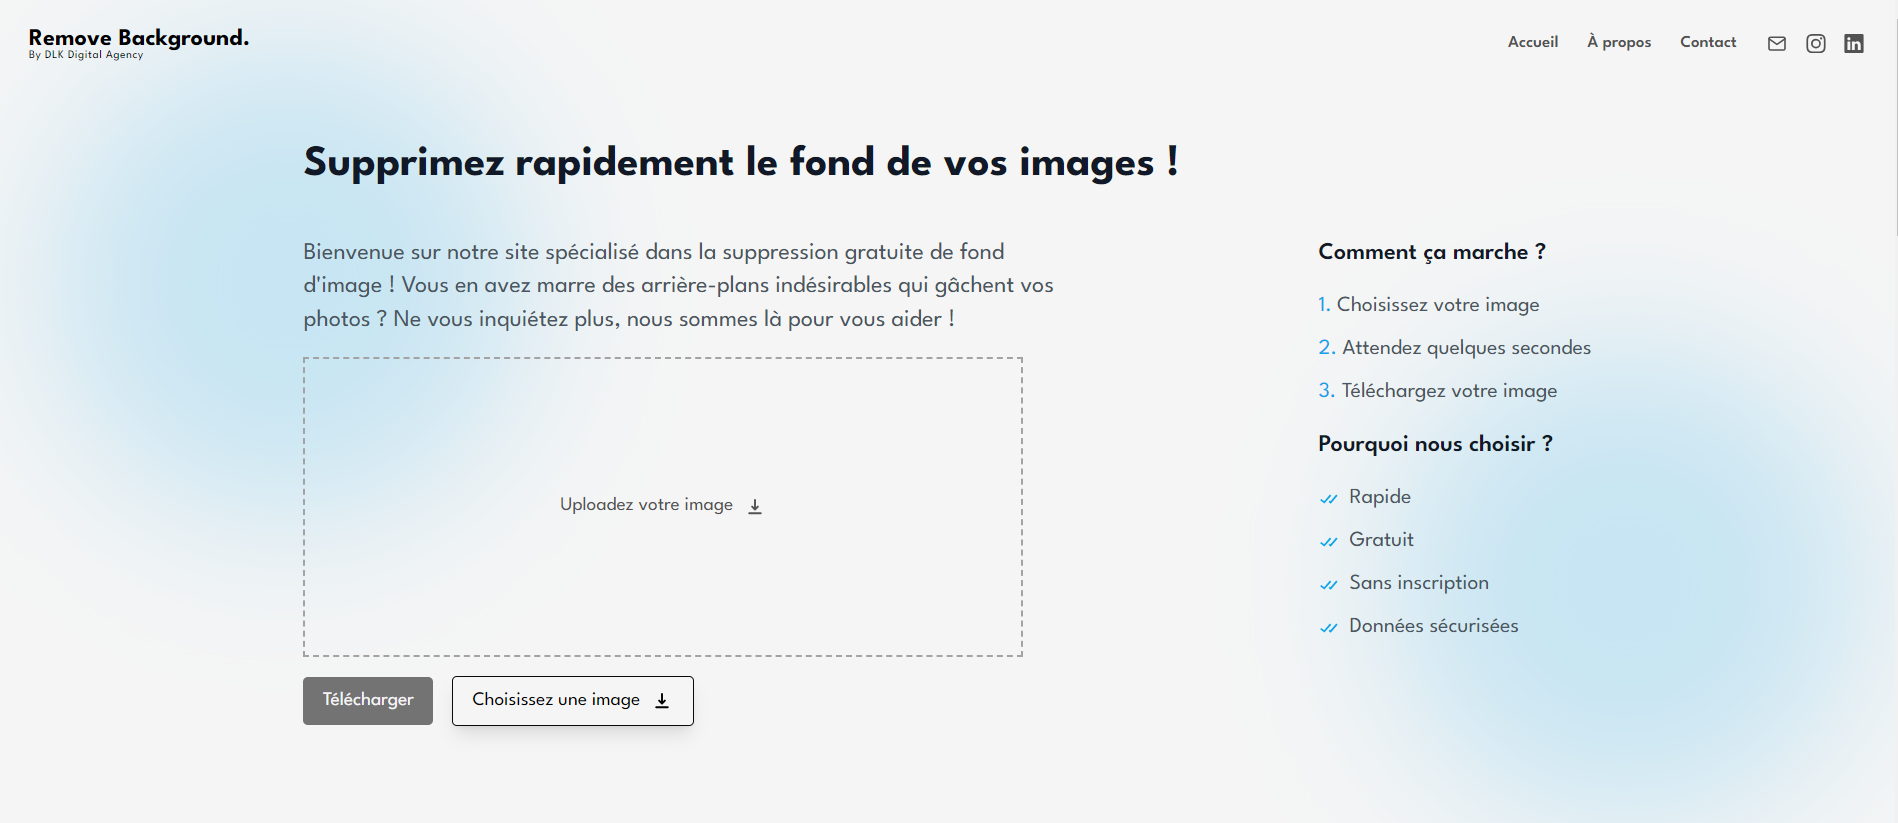 Remove Background.
By DLK Digital Agency
Accueil
À propos
Contact
Supprimez rapidement le fond de vos images !
Bienvenue sur notre site spécialisé dans la suppression gratuite de fond
d'image ! Vous en avez marre des arrière-plans indésirables qui gâchent vos
photos ? Ne vous inquiétez plus, nous sommes là pour vous aider !
Uploadez votre image
Télécharger
Choisissez une image
Comment ça marche ?
1. Choisissez votre image
2. Attendez quelques secondes
3. Téléchargez votre image
Pourquoi nous choisir ?
Rapide
Gratuit
Sans inscription
Données sécurisées